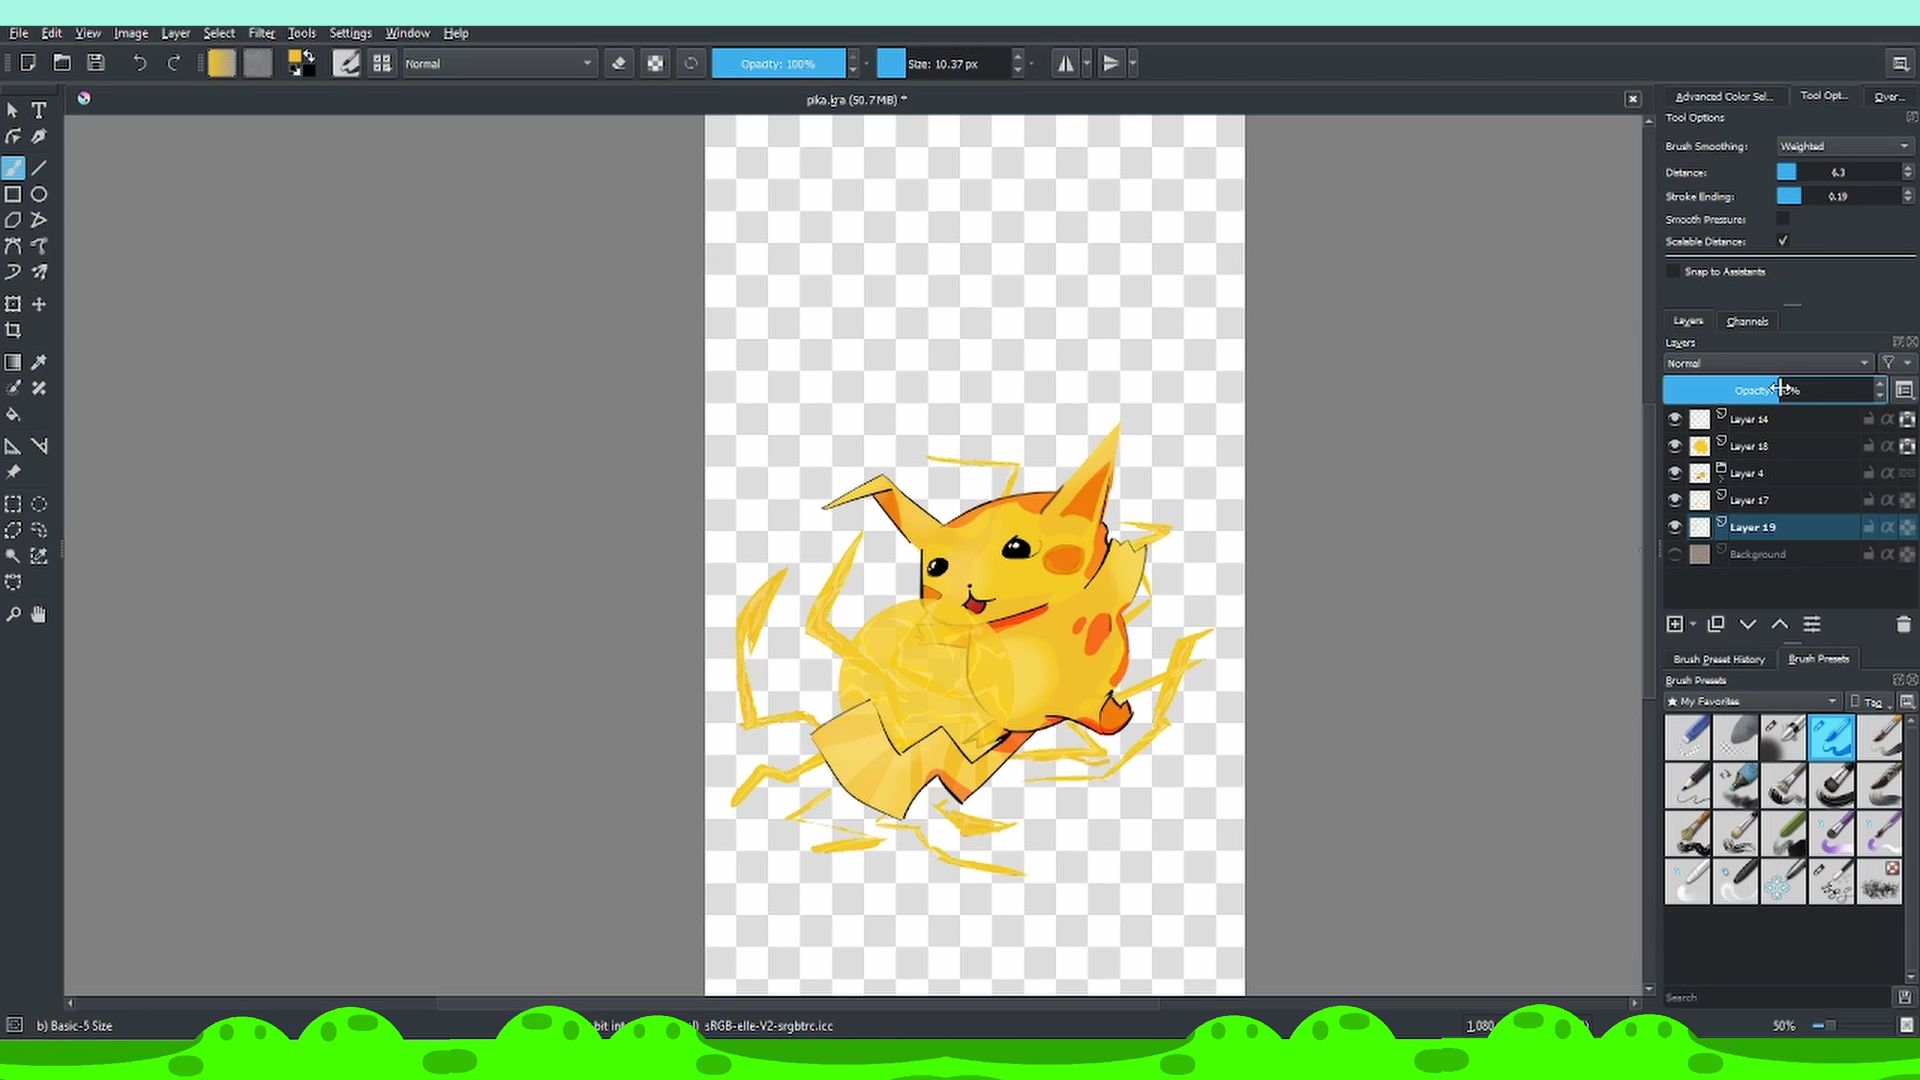 File Edit View Image Layer Select Filter Tools Settings Window Help
Normal
Opacity: 100%
Size: 10.37 px
pika.kra (50.7 MB) *
Advanced Color Sel...
Tool Opt...
Over...
Tool Options
Brush Smoothing: Weighted
Distance: 6.3
Stroke Ending: 0.19
Smooth Pressure:
Scalable Distance:
Snap to Assistants
Layers Channels
Layers
Normal
Layer 14
Layer 18
Layer 4
Layer 17
Layer 19
Background
Brush Preset History Brush Presets
Brush Presets
My Favorites
Tag
Search
b) Basic-5 Size
sRGB-elle-V2-srgbtrc.icc
50%